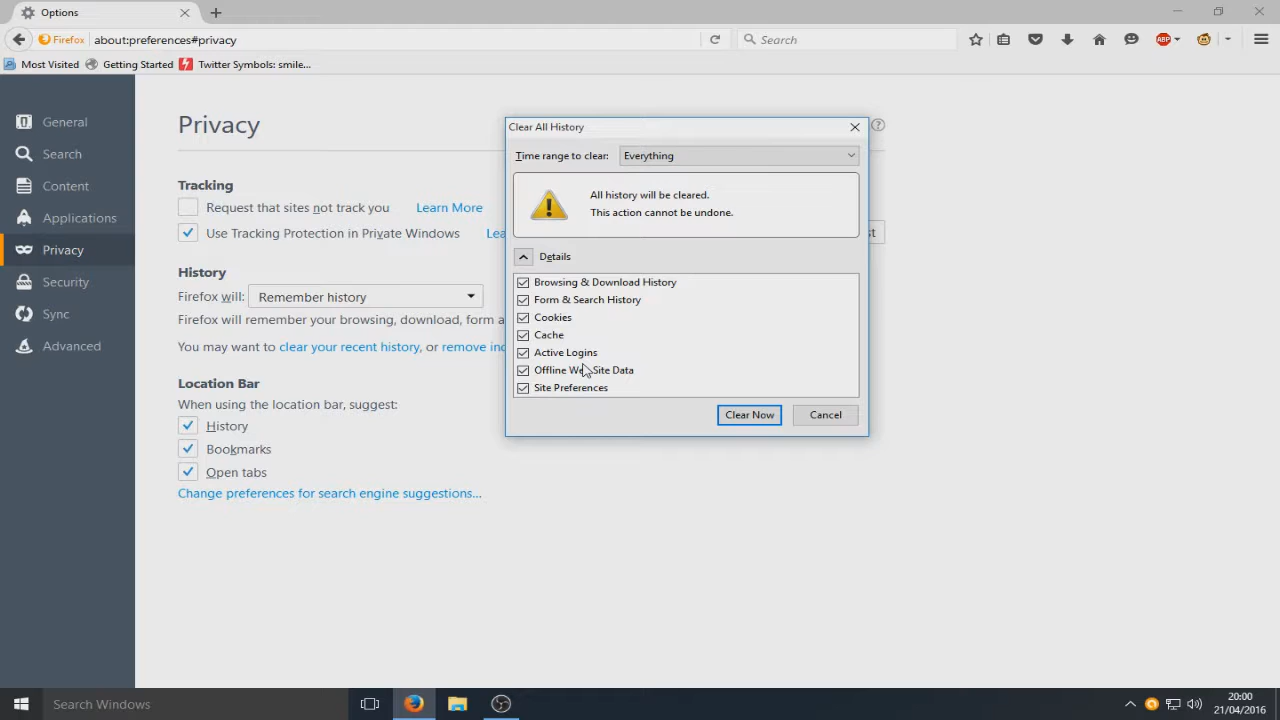 Options
Firefox
about:preferences#privacy
Search
ABP
Most Visited
Getting Started
Twitter Symbols: smile...
General
Search
Content
Applications
Privacy
Security
Sync
Advanced
Privacy
Tracking
Request that sites not track you
Learn More
Use Tracking Protection in Private Windows
Lea
History
Firefox will:
Remember history
Firefox will remember your browsing, download, form a
You may want to clear your recent history, or remove in
Location Bar
When using the location bar, suggest:
History
Bookmarks
Open tabs
Change preferences for search engine suggestions...
Clear All History
Time range to clear:
Everything
All history will be cleared.
This action cannot be undone.
Details
Browsing & Download History
Form & Search History
Cookies
Cache
Active Logins
Offline We Site Data
Site Preferences
Clear Now
Cancel
st
Search Windows
20:00
21/04/2016